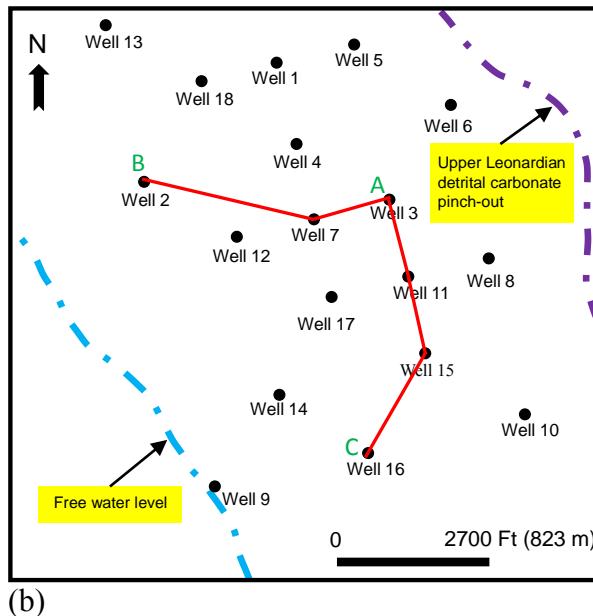 Well 13
N
Well 5
Well 1
Well 18
Well 6
Well 4
Upper Leonardian
detrital carbonate
pinch-out
B
A
Well 2
Well 3
Well 7
Well 12
Well 8
Well 11
Well 17
Well 15
Well 14
Well 10
C
Well 16
Free water level
Well 9
0
2700 Ft (823 m)
(b)